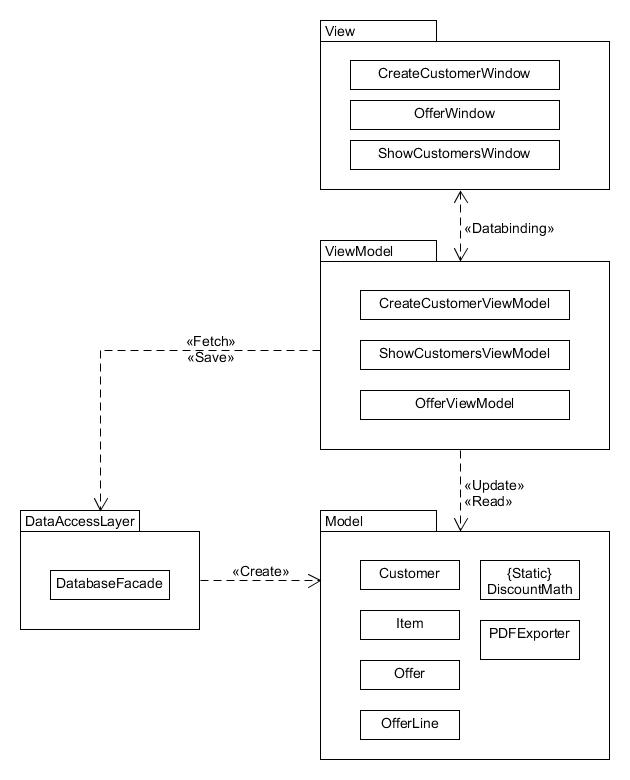 View
CreateCustomerWindow
OfferWindow
ShowCustomersWindow
«Databinding»
ViewModel
CreateCustomerViewModel
ShowCustomersViewModel
OfferViewModel
«Fetch»
«Save»
«Update»
«Read»
DataAccessLayer
DatabaseFacade
«Create»
Model
Customer
Item
Offer
OfferLine
{Static}
DiscountMath
PDFExporter